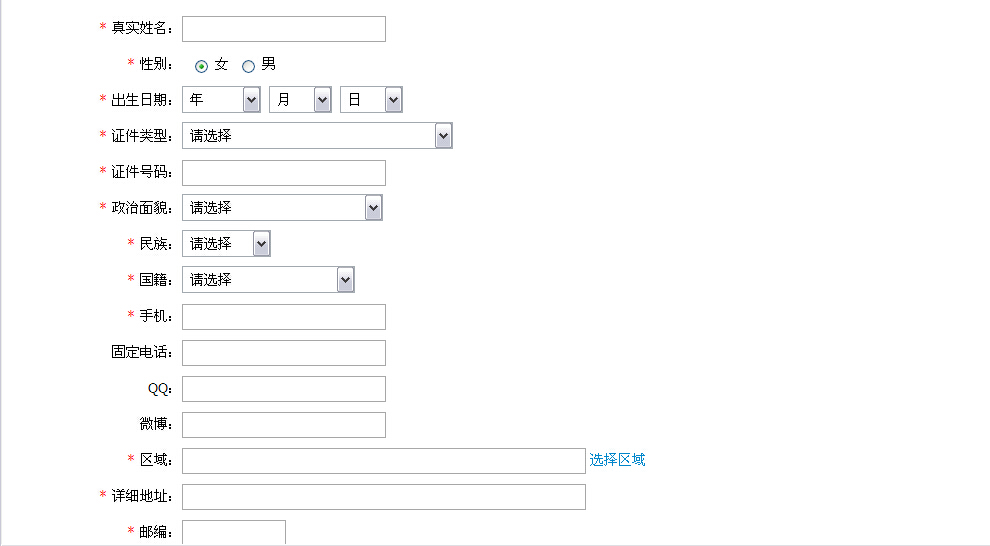 * 真实姓名:
* 性别: 女 男
* 出生日期: 年 月 日
* 证件类型: 请选择
* 证件号码:
* 政治面貌: 请选择
* 民族: 请选择
* 国籍: 请选择
* 手机:
固定电话:
QQ:
微博:
* 区域: 选择区域
* 详细地址:
* 邮编: